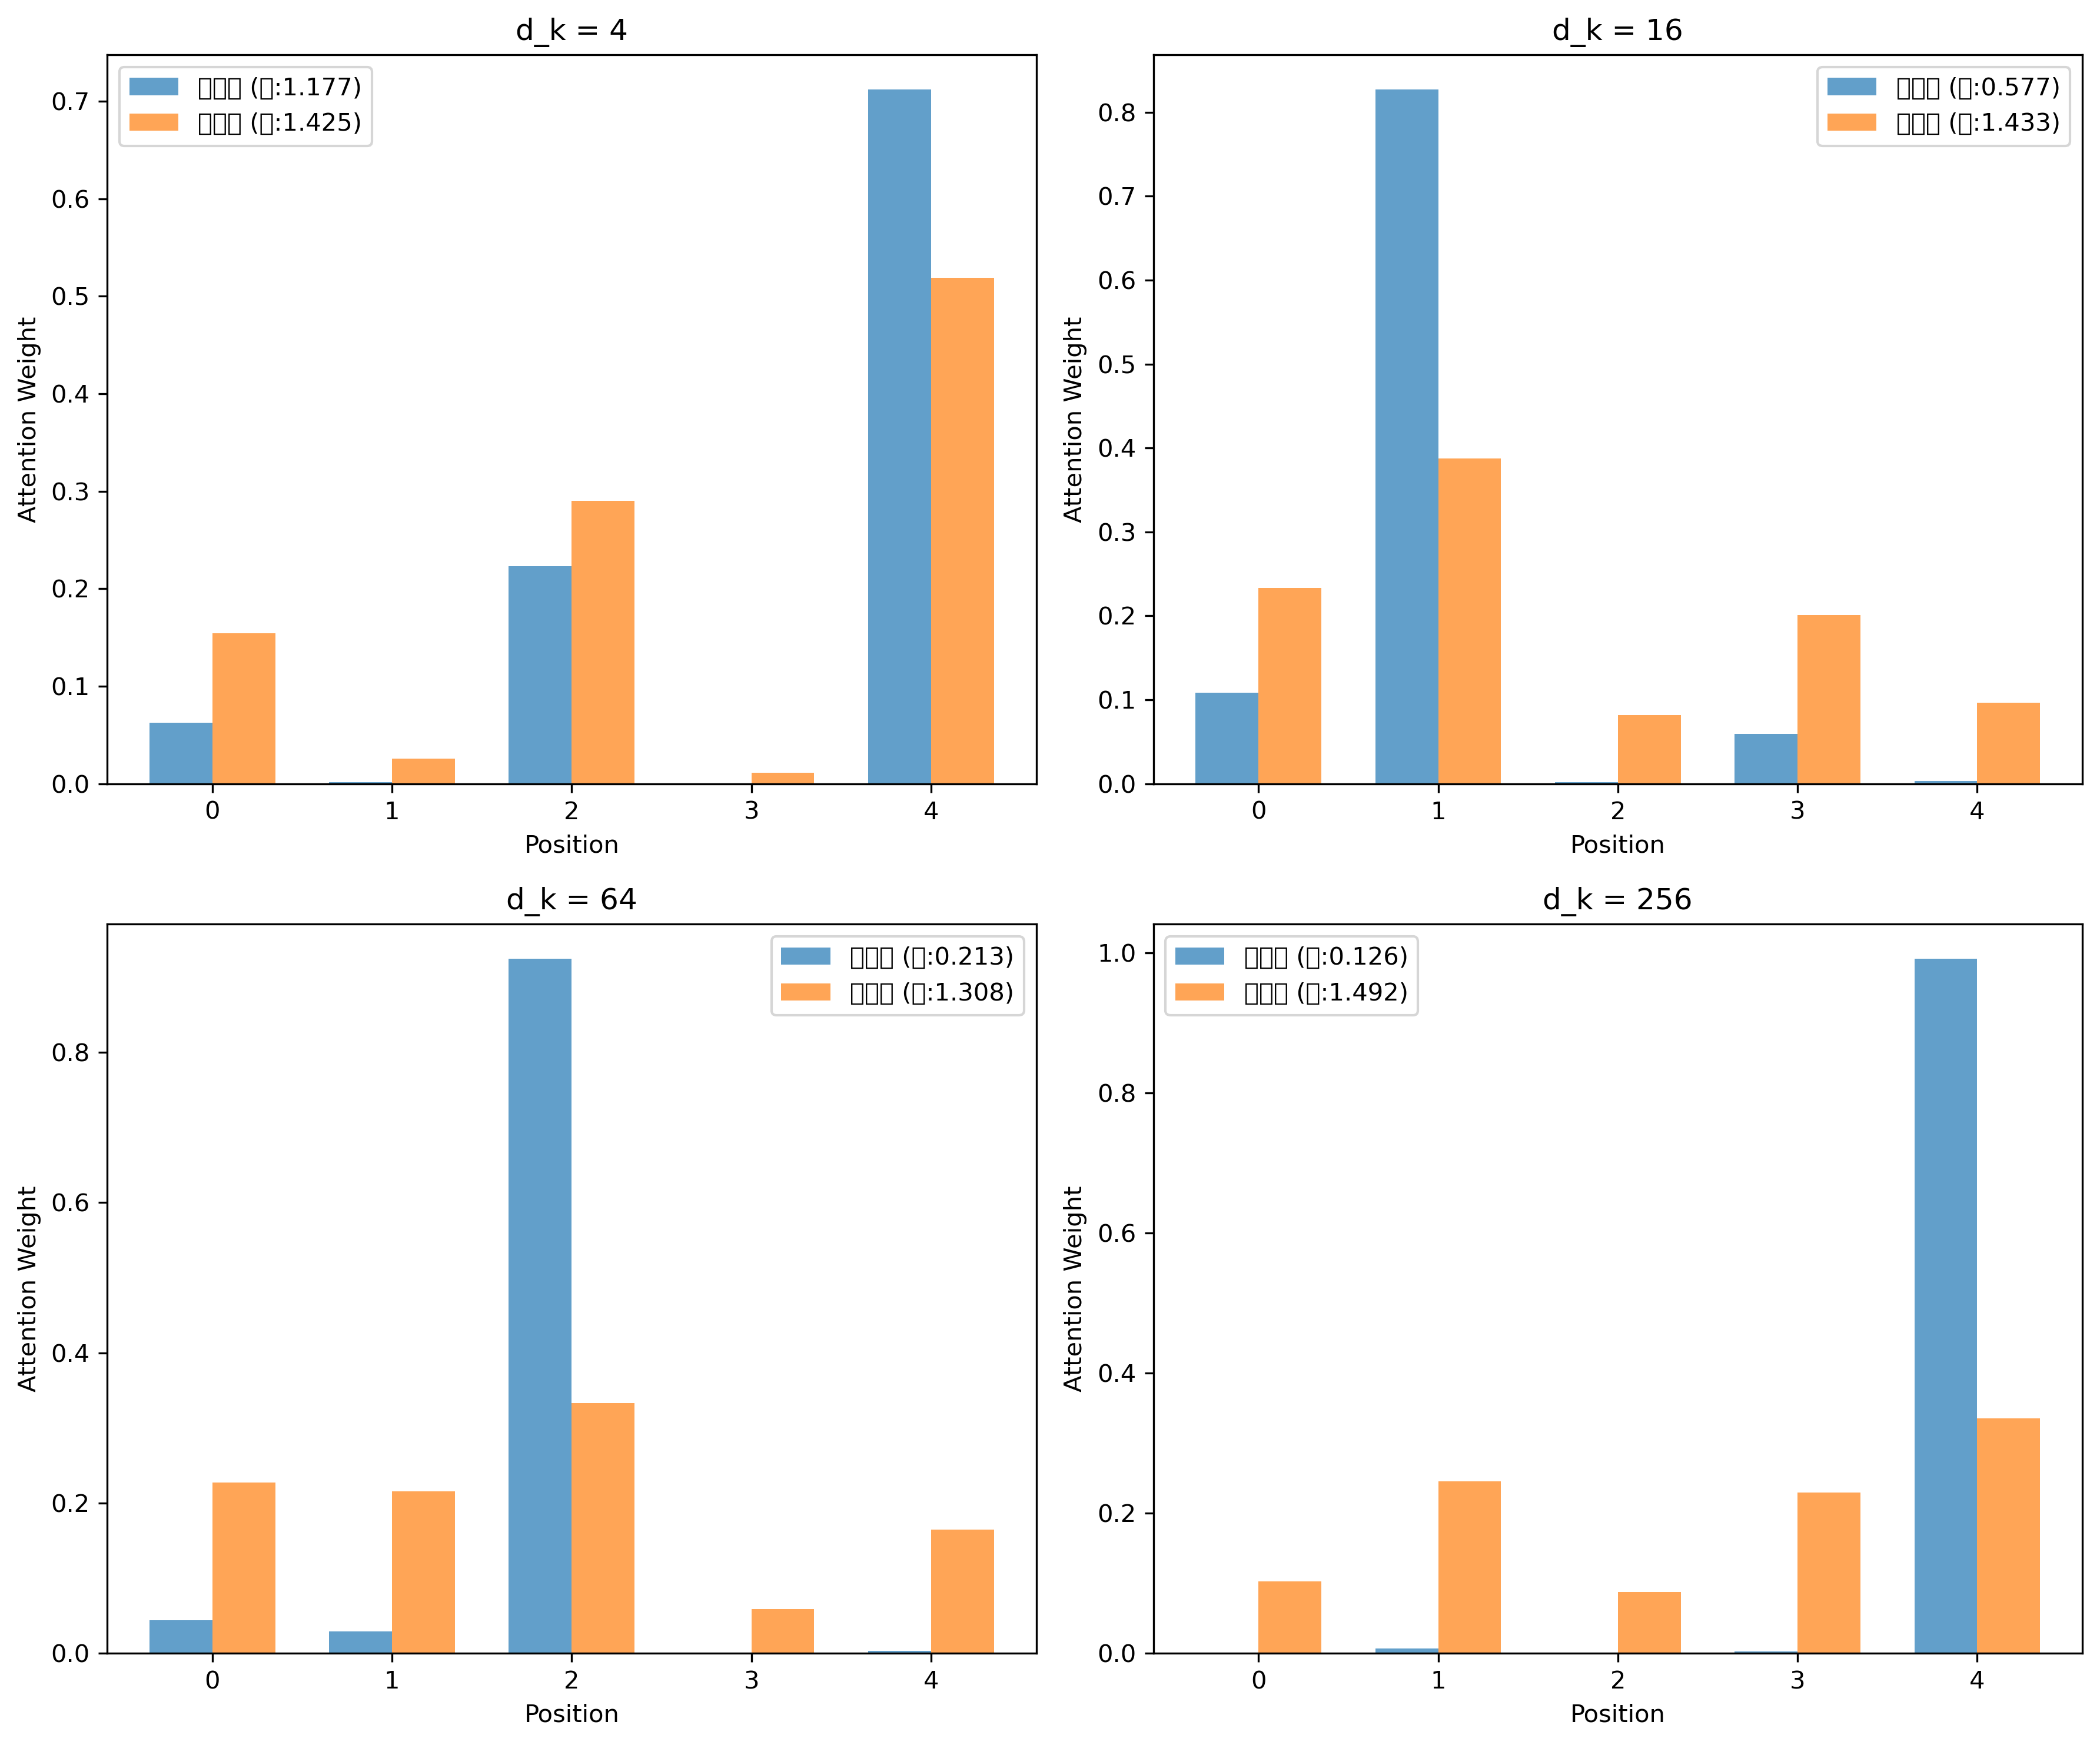 d_k = 4
(:1.177)
(:1.425)
0.7
0.6
0.5
0.4
0.3
0.2
0.1
0.0
Attention Weight
0 1 2 3 4
Position
d_k = 16
(:0.577)
(:1.433)
0.8
0.7
0.6
0.5
0.4
0.3
0.2
0.1
0.0
Attention Weight
0 1 2 3 4
Position
d_k = 64
(:0.213)
(:1.308)
0.8
0.6
0.4
0.2
0.0
Attention Weight
0 1 2 3 4
Position
d_k = 256
(:0.126)
(:1.492)
1.0
0.8
0.6
0.4
0.2
0.0
Attention Weight
0 1 2 3 4
Position